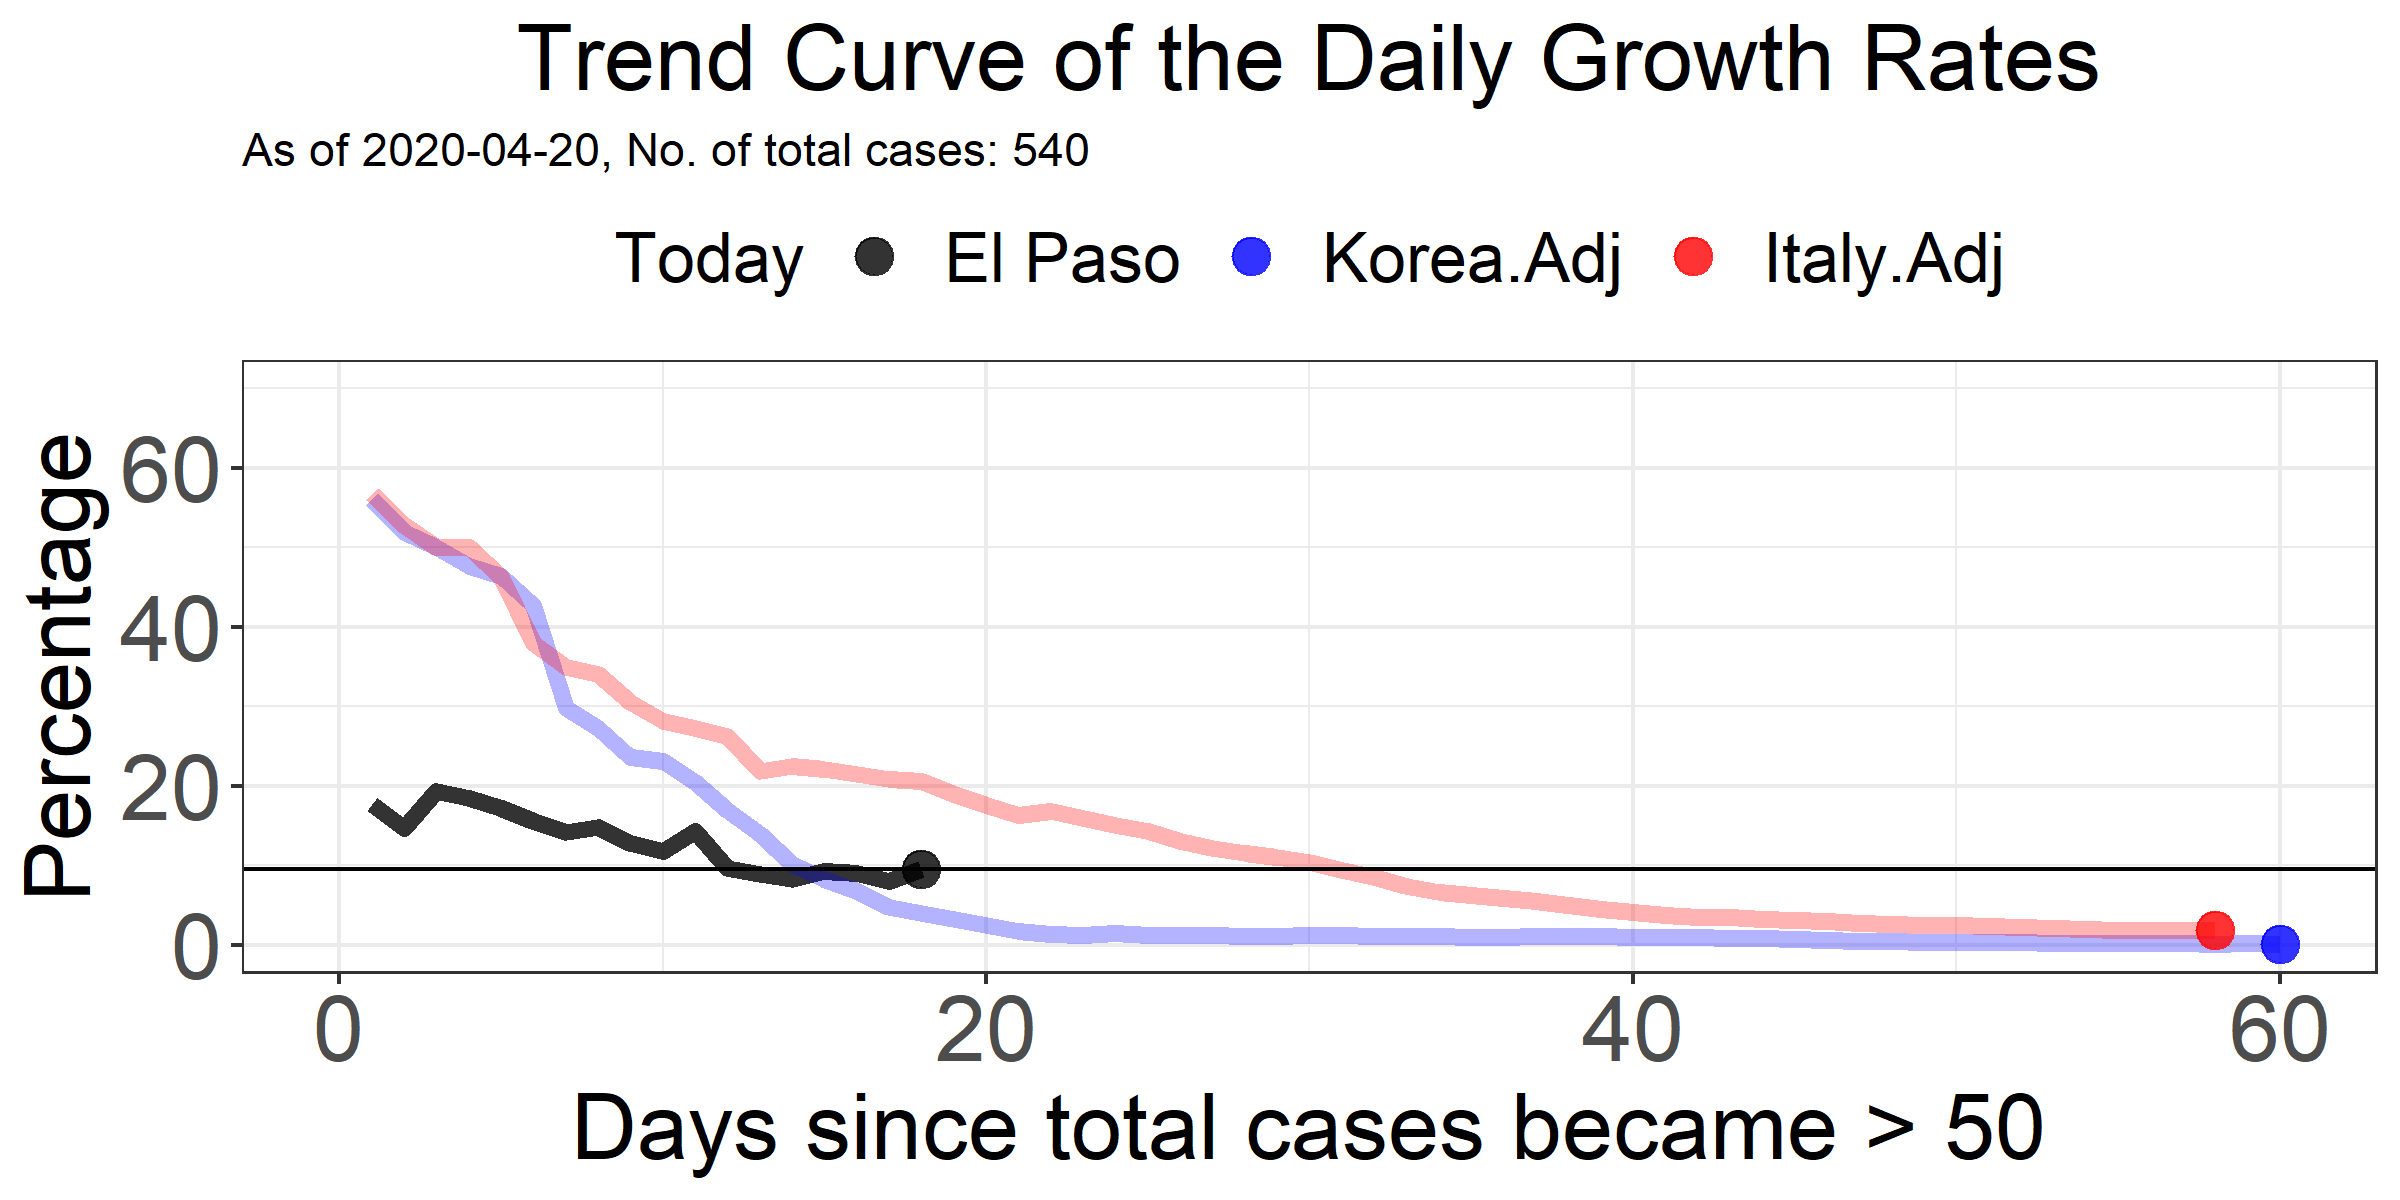 Trend Curve of the Daily Growth Rates
As of 2020-04-20, No. of total cases: 540
Today El Paso Korea.Adj Italy.Adj
Percentage
60
40
20
0
0 20 40 60
Days since total cases became > 50